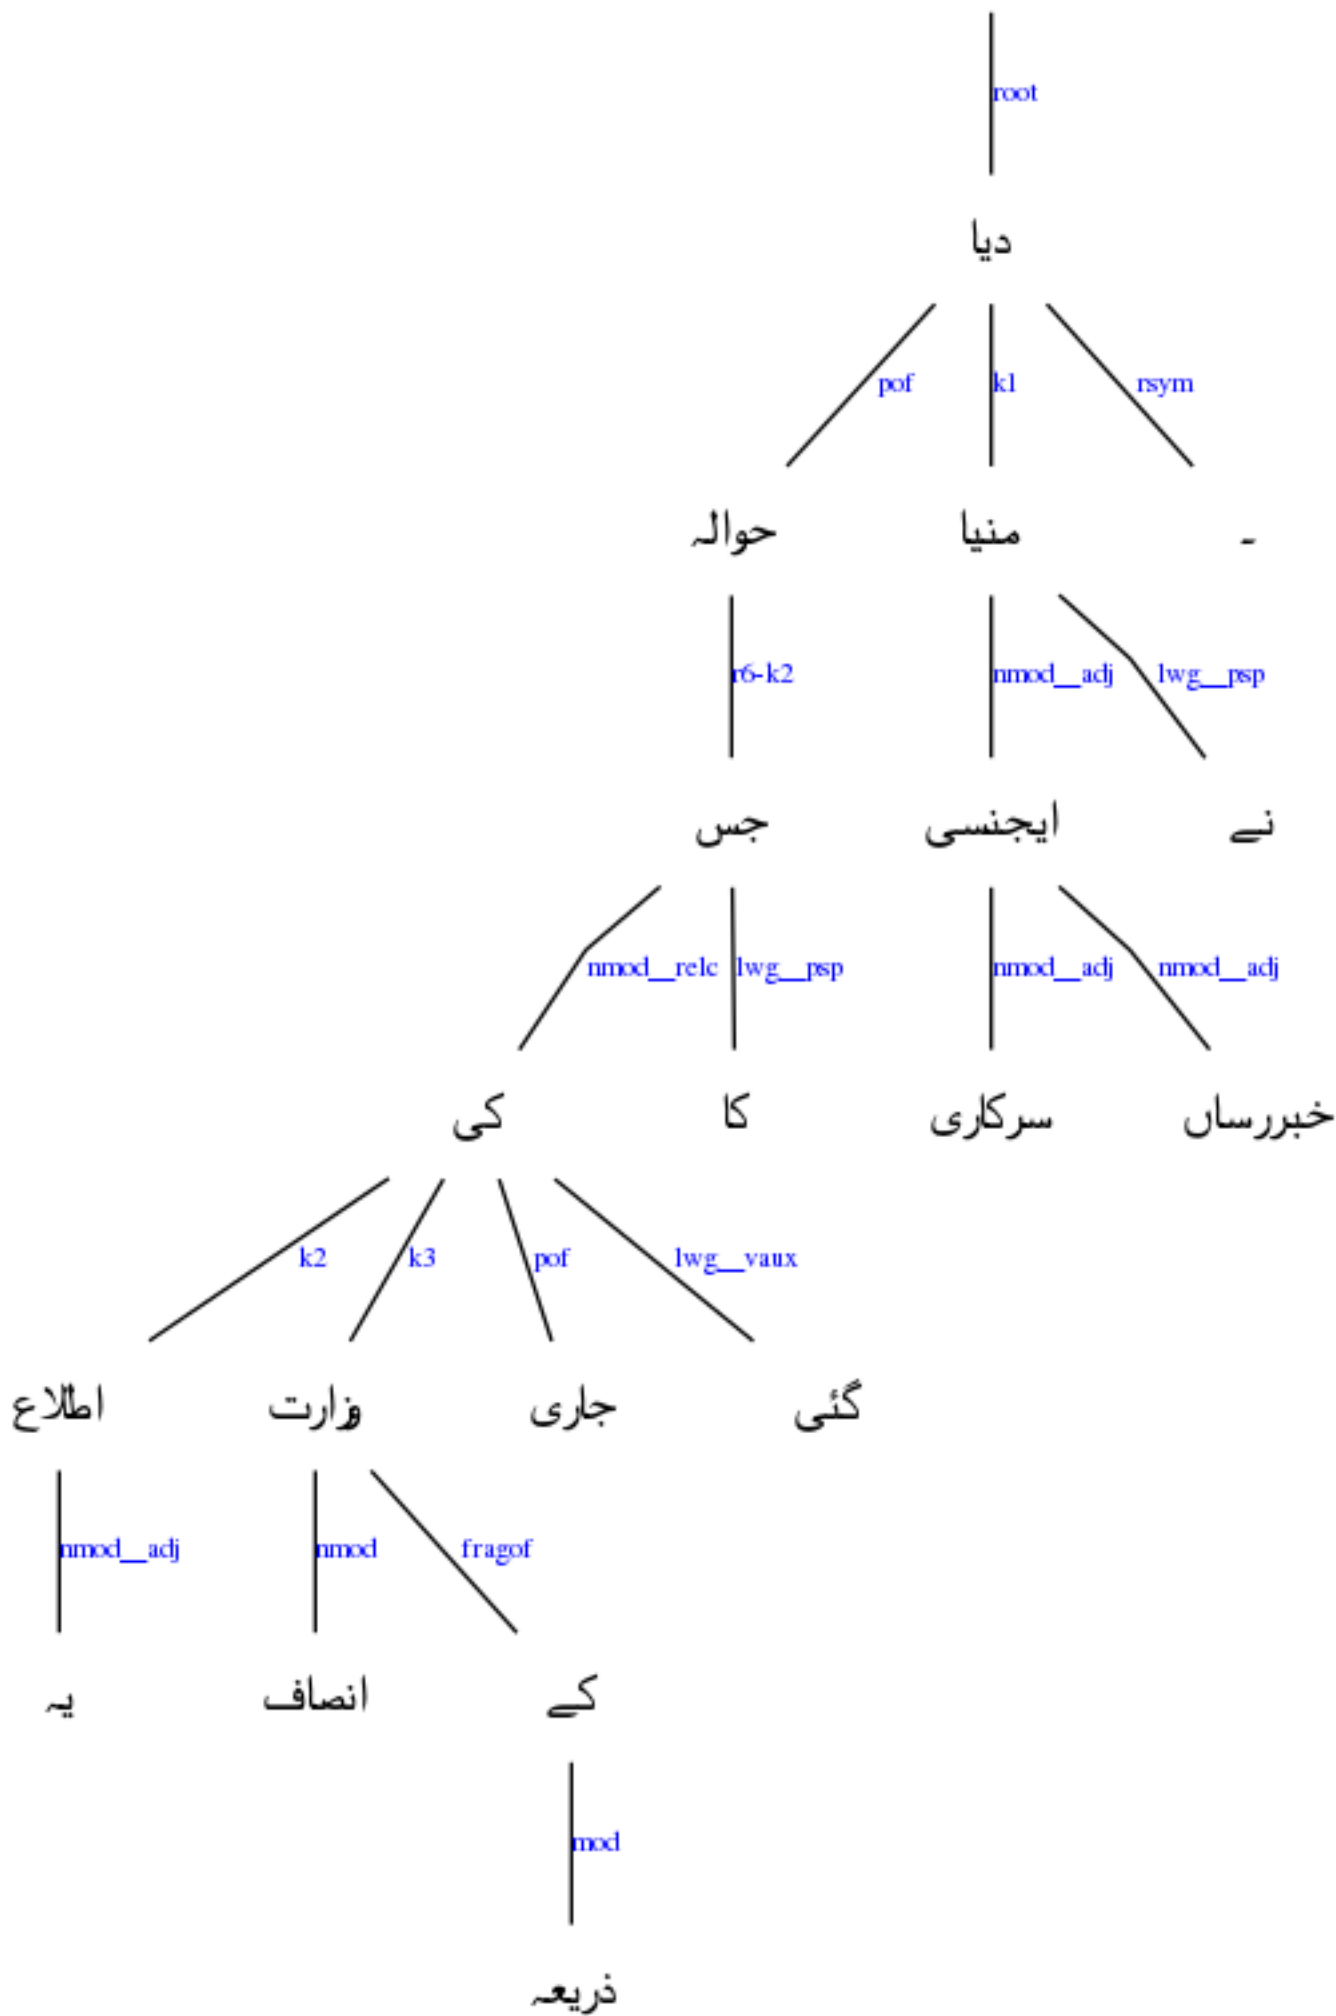 root
دیا
pof k1 rsym
حوالہ منیا ۔
r6-k2 nmod__adj lwg__psp
جس ایجنسی نے
nmod__relc lwg__psp nmod__adj nmod__adj
کی کا سرکاری خبررساں
k2 k3 pof lwg__vaux
اطلاع وزارت جاری گئی
nmod__adj nmod fragof
یہ انصاف کے
mod
ذریعہ